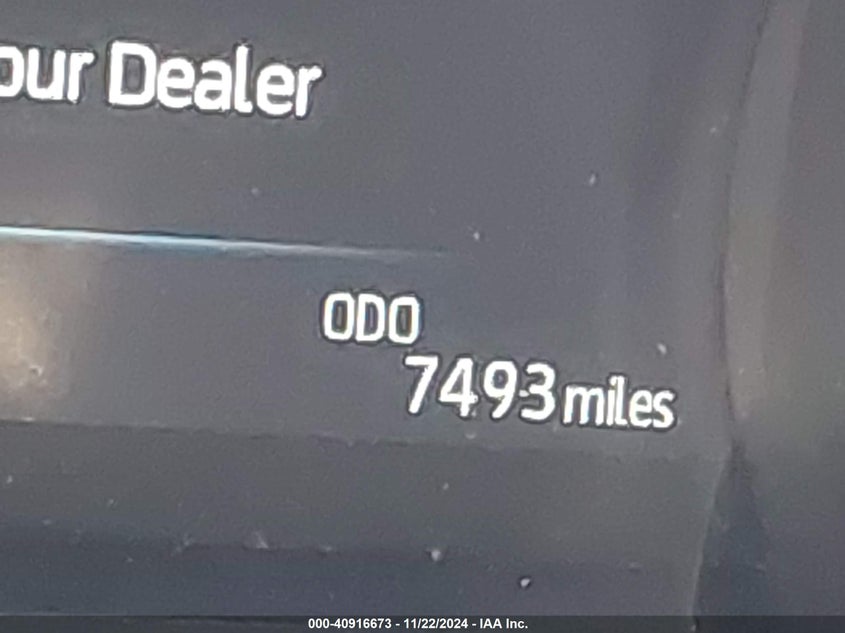 our Dealer
ODO
7493 miles
000-40916673 - 11/22/2024 - IAA Inc.